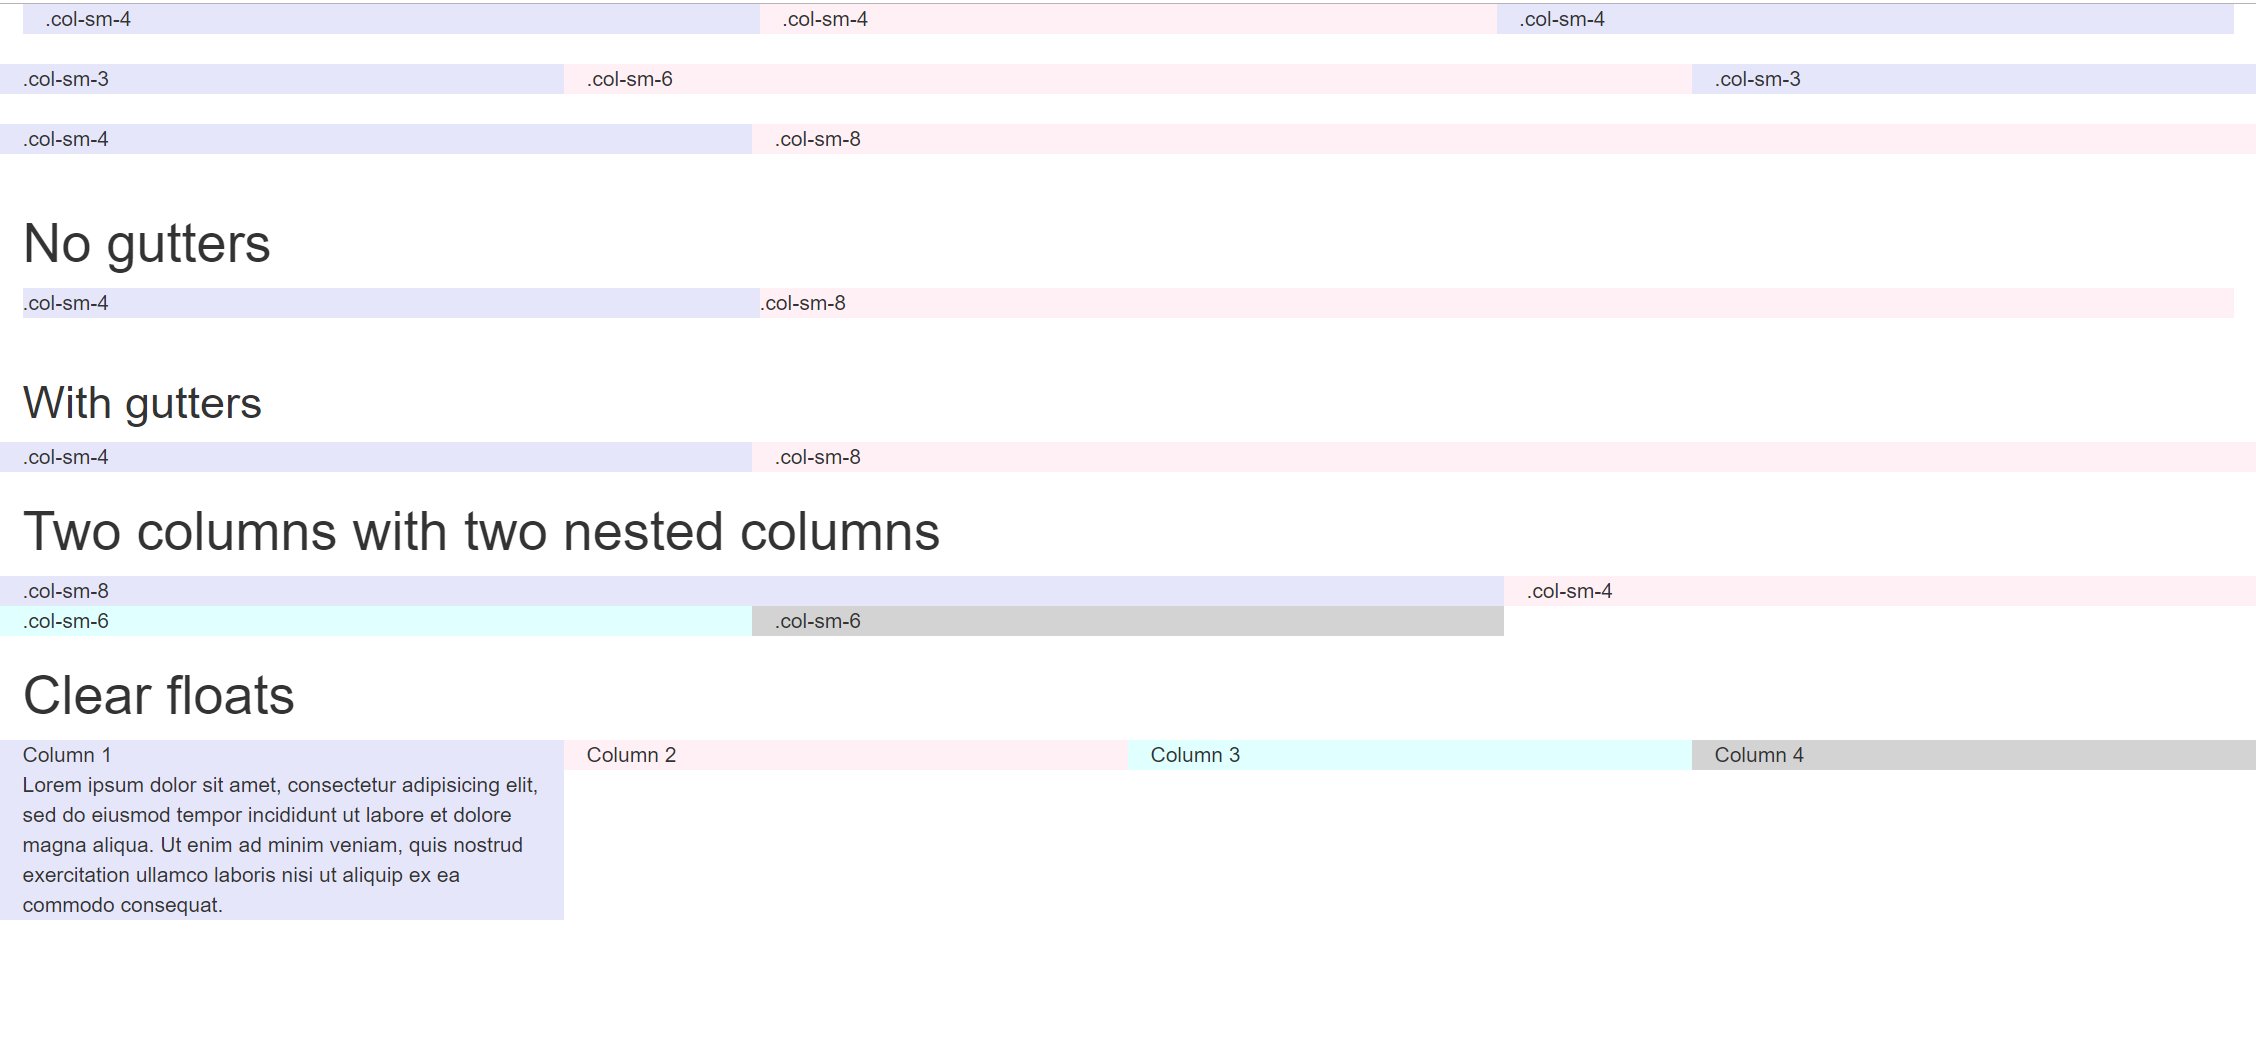 .col-sm-4 .col-sm-4 .col-sm-4
.col-sm-3 .col-sm-6 .col-sm-3
.col-sm-4 .col-sm-8
No gutters
.col-sm-4 .col-sm-8
With gutters
.col-sm-4 .col-sm-8
Two columns with two nested columns
.col-sm-8 .col-sm-4
.col-sm-6 .col-sm-6
Clear floats
Column 1 Column 2 Column 3 Column 4
Lorem ipsum dolor sit amet, consectetur adipisicing elit,
sed do eiusmod tempor incididunt ut labore et dolore
magna aliqua. Ut enim ad minim veniam, quis nostrud
exercitation ullamco laboris nisi ut aliquip ex ea
commodo consequat.